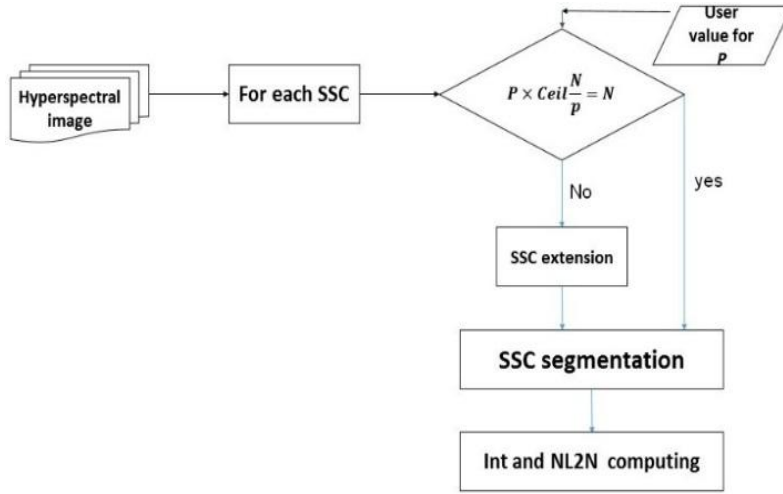 User
value for
P
Hyperspectral
image
For each SSC
P × Ceil N/p = N
No
yes
SSC extension
SSC segmentation
Int and NL2N computing